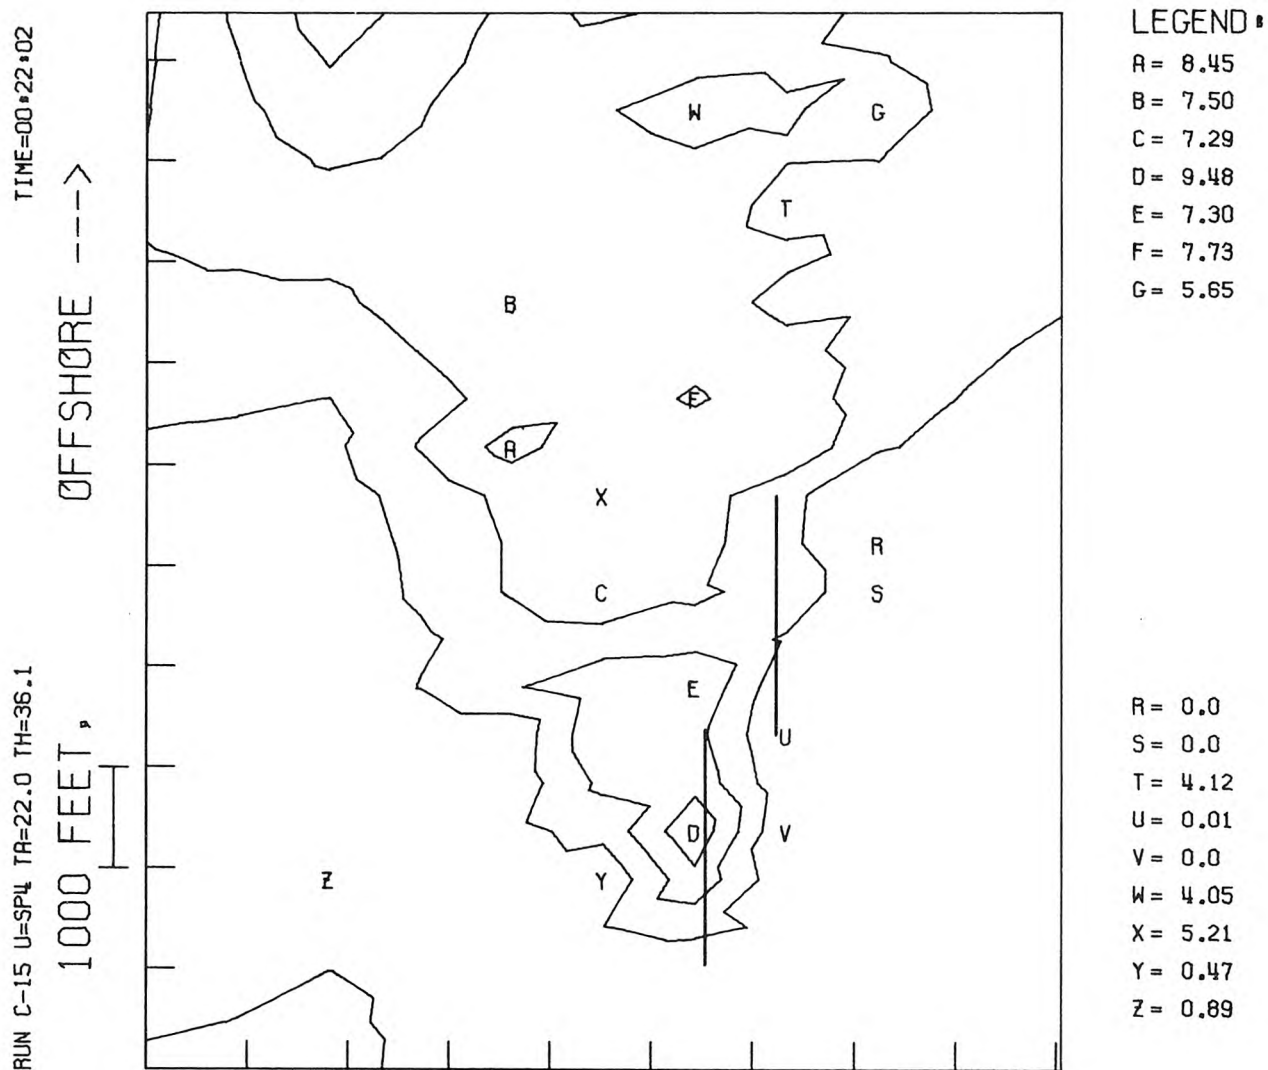 TIME=00:22:02
OFFSHORE --->
1000 FEET,
RUN C-15 U=SP4 TA=22.0 TH=36.1
W
G
T
B
F
A
X
R
C
S
E
U
D
V
Z
Y
LEGEND:
A= 8.45
B= 7.50
C= 7.29
D= 9.48
E= 7.30
F= 7.73
G= 5.65
R= 0.0
S= 0.0
T= 4.12
U= 0.01
V= 0.0
W= 4.05
X= 5.21
Y= 0.47
Z= 0.89